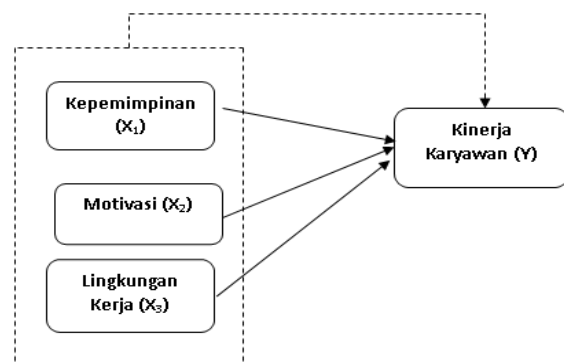 Kepemimpinan
(X₁)
Kinerja
Karyawan (Y)
Motivasi (X₂)
Lingkungan
Kerja (X₃)